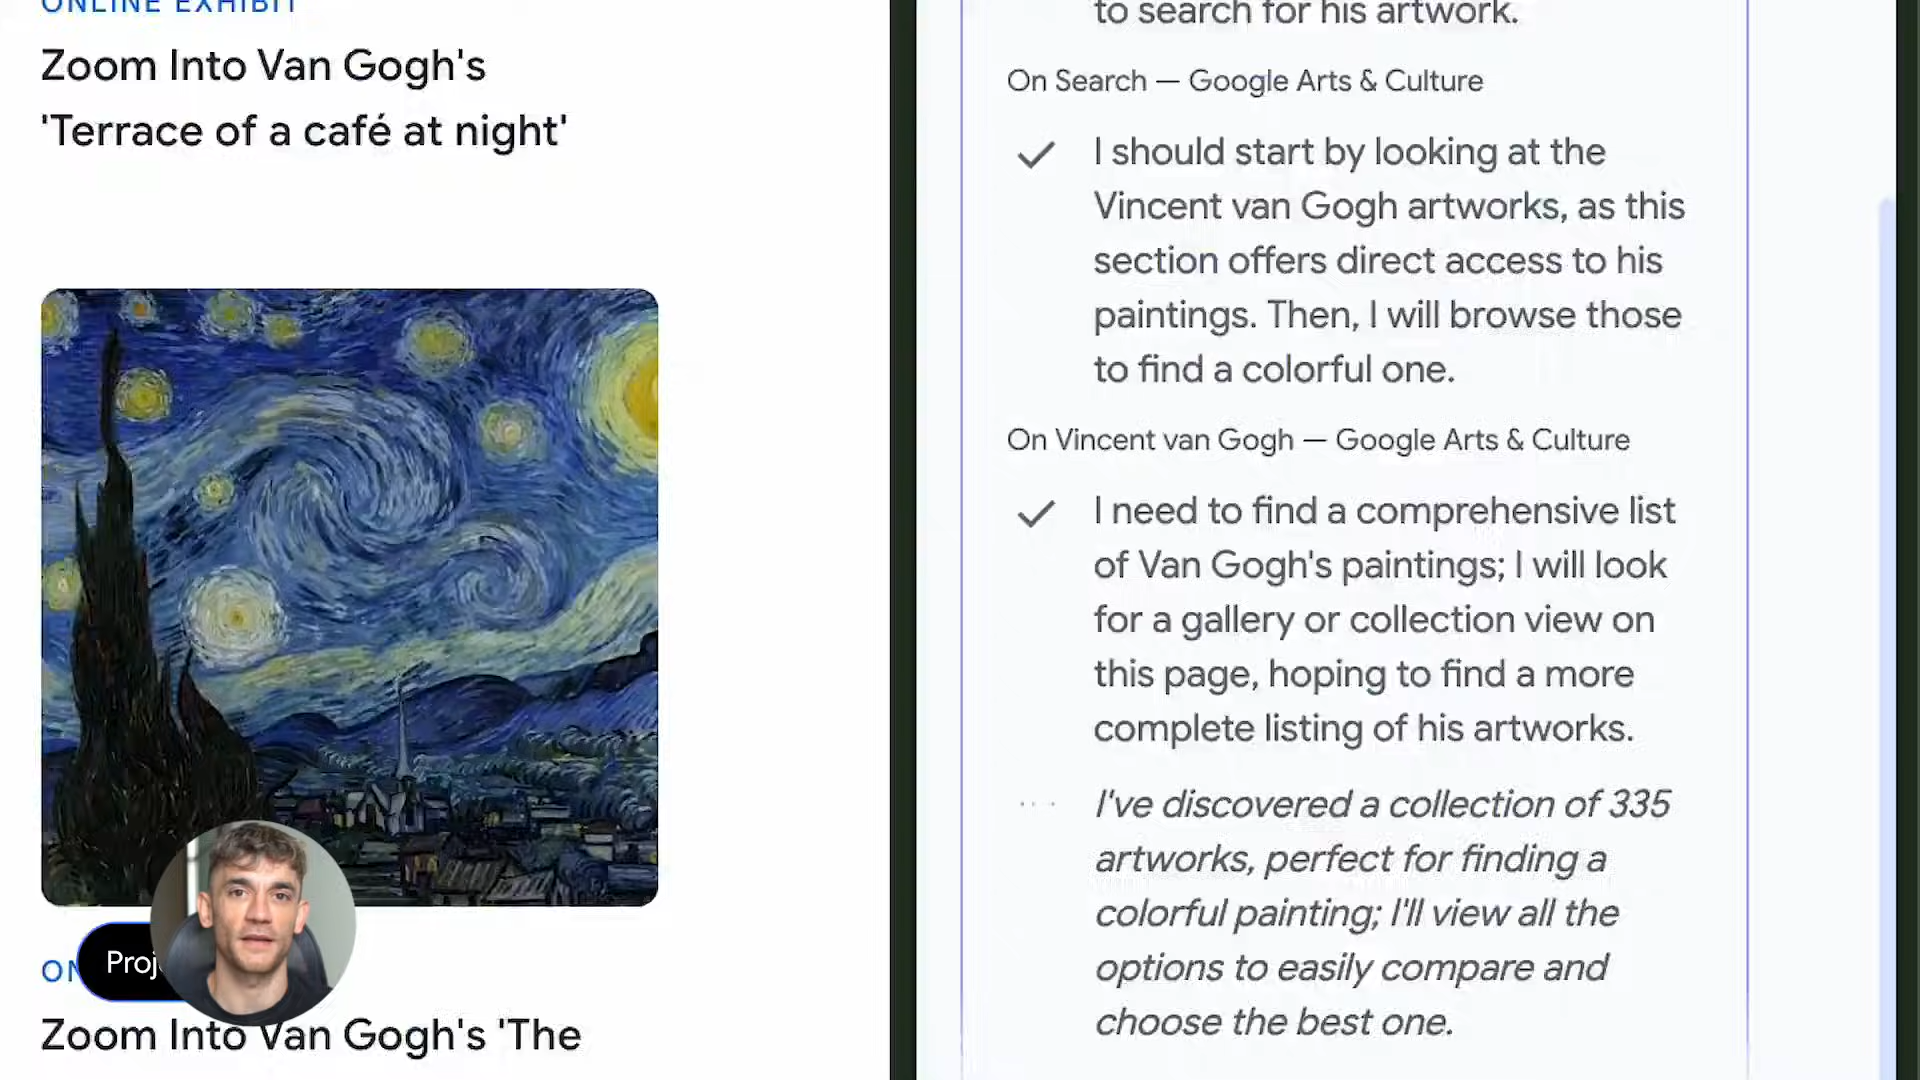 ONLINE EXHIBIT
Zoom Into Van Gogh's
'Terrace of a café at night'
Proj
ON
Zoom Into Van Gogh's 'The
to search for his artwork.
On Search — Google Arts & Culture
I should start by looking at the
Vincent van Gogh artworks, as this
section offers direct access to his
paintings. Then, I will browse those
to find a colorful one.
On Vincent van Gogh — Google Arts & Culture
I need to find a comprehensive list
of Van Gogh's paintings; I will look
for a gallery or collection view on
this page, hoping to find a more
complete listing of his artworks.
I've discovered a collection of 335
artworks, perfect for finding a
colorful painting; I'll view all the
options to easily compare and
choose the best one.